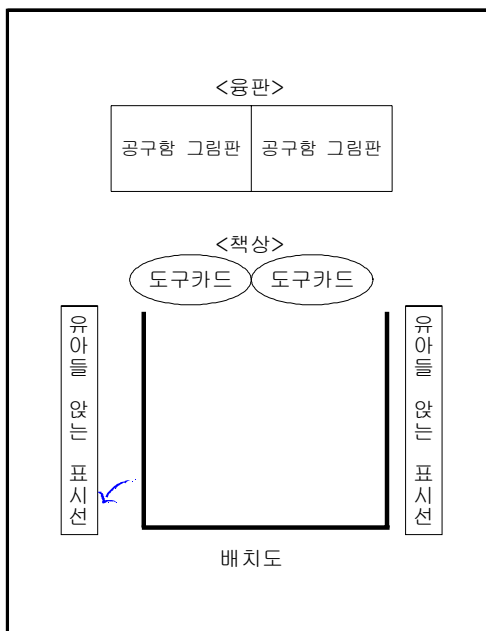 <융판>
공구함 그림판 공구함 그림판
<책상>
도구카드 도구카드
유아들 앉는 표시선
유아들 앉는 표시선
배치도